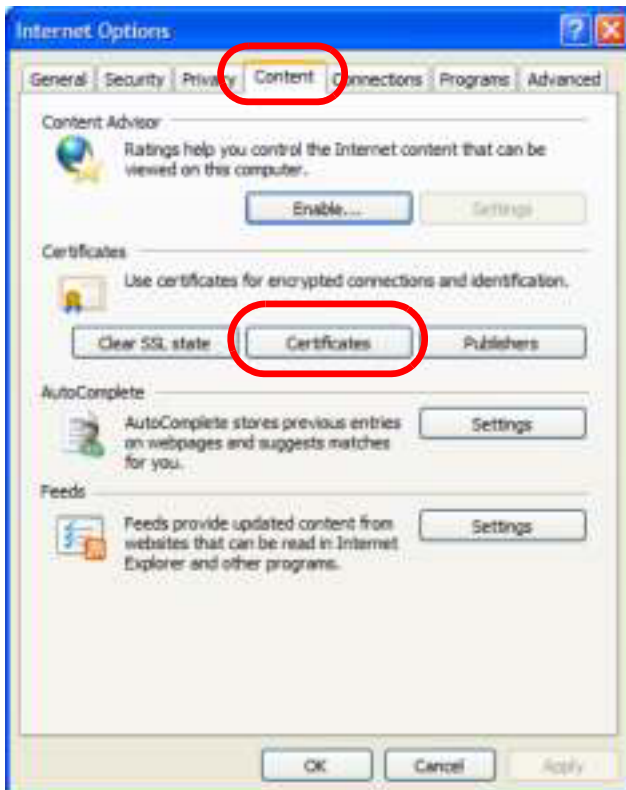 Internet Options
General Security Privacy Content Connections Programs Advanced
Content Advisor
Ratings help you control the Internet content that can be
viewed on this computer.
Enable... Settings
Certificates
Use certificates for encrypted connections and identification.
Clear SSL state Certificates Publishers
AutoComplete
AutoComplete stores previous entries
on webpages and suggests matches
for you.
Settings
Feeds
Feeds provide updated content from
websites that can be read in Internet
Explorer and other programs.
Settings
OK Cancel Apply